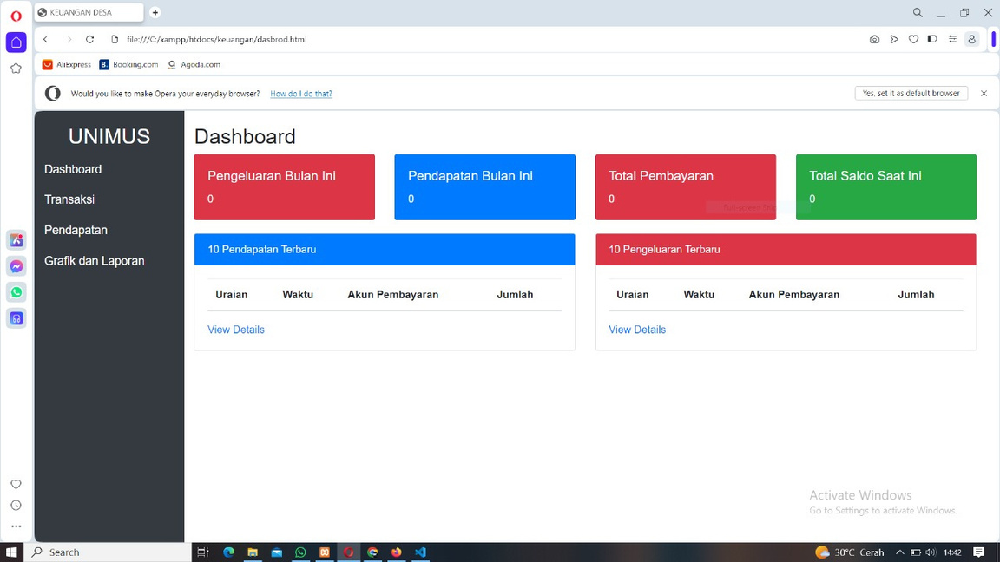 KEUANGAN DESA
file:///C:/xampp/htdocs/keuangan/dasbrod.html
AliExpress B. Booking.com Agoda.com
Would you like to make Opera your everyday browser? How do I do that? Yes, set it as default browser
UNIMUS
Dashboard
Transaksi
Pendapatan
Grafik dan Laporan
Dashboard
Pengeluaran Bulan Ini
0
Pendapatan Bulan Ini
0
Total Pembayaran
0
Total Saldo Saat Ini
0
10 Pendapatan Terbaru
Uraian Waktu Akun Pembayaran Jumlah
View Details
10 Pengeluaran Terbaru
Uraian Waktu Akun Pembayaran Jumlah
View Details
Activate Windows
Go to Settings to activate Windows.
Search
30°C Cerah
14:42